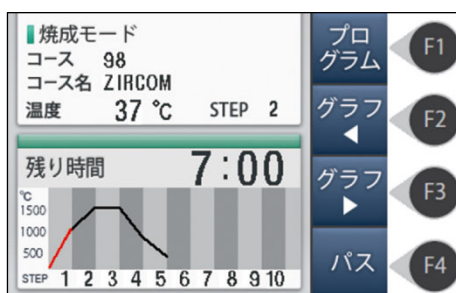 焼成モード
コース 98
コース名 ZIRCOM
温度 37 ℃ STEP 2
残り時間 7:00
℃
1500
1000
500
STEP 1 2 3 4 5 6 7 8 9 10
プロ
グラム
F1
グラフ
◀
F2
グラフ
▶
F3
パス
F4